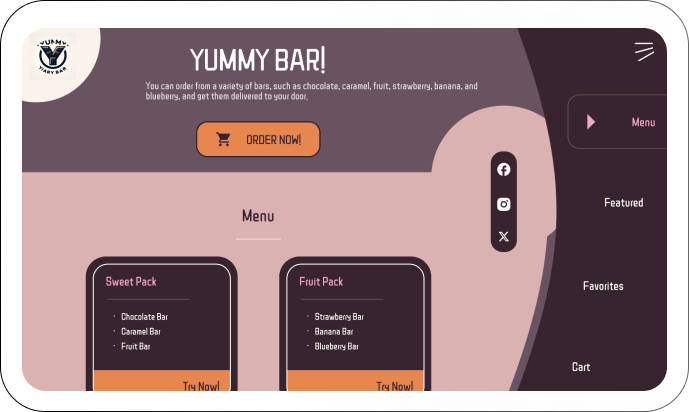 YUMMY
Y
YUMMY BAR!
You can order from a variety of bars, such as chocolate, caramel, fruit, strawberry, banana, and
blueberry, and get them delivered to your door.
ORDER NOW!
Menu
Sweet Pack
· Chocolate Bar
· Caramel Bar
· Fruit Bar
Try Now!
Fruit Pack
· Strawberry Bar
· Banana Bar
· Blueberry Bar
Try Now!
Menu
Featured
Favorites
Cart